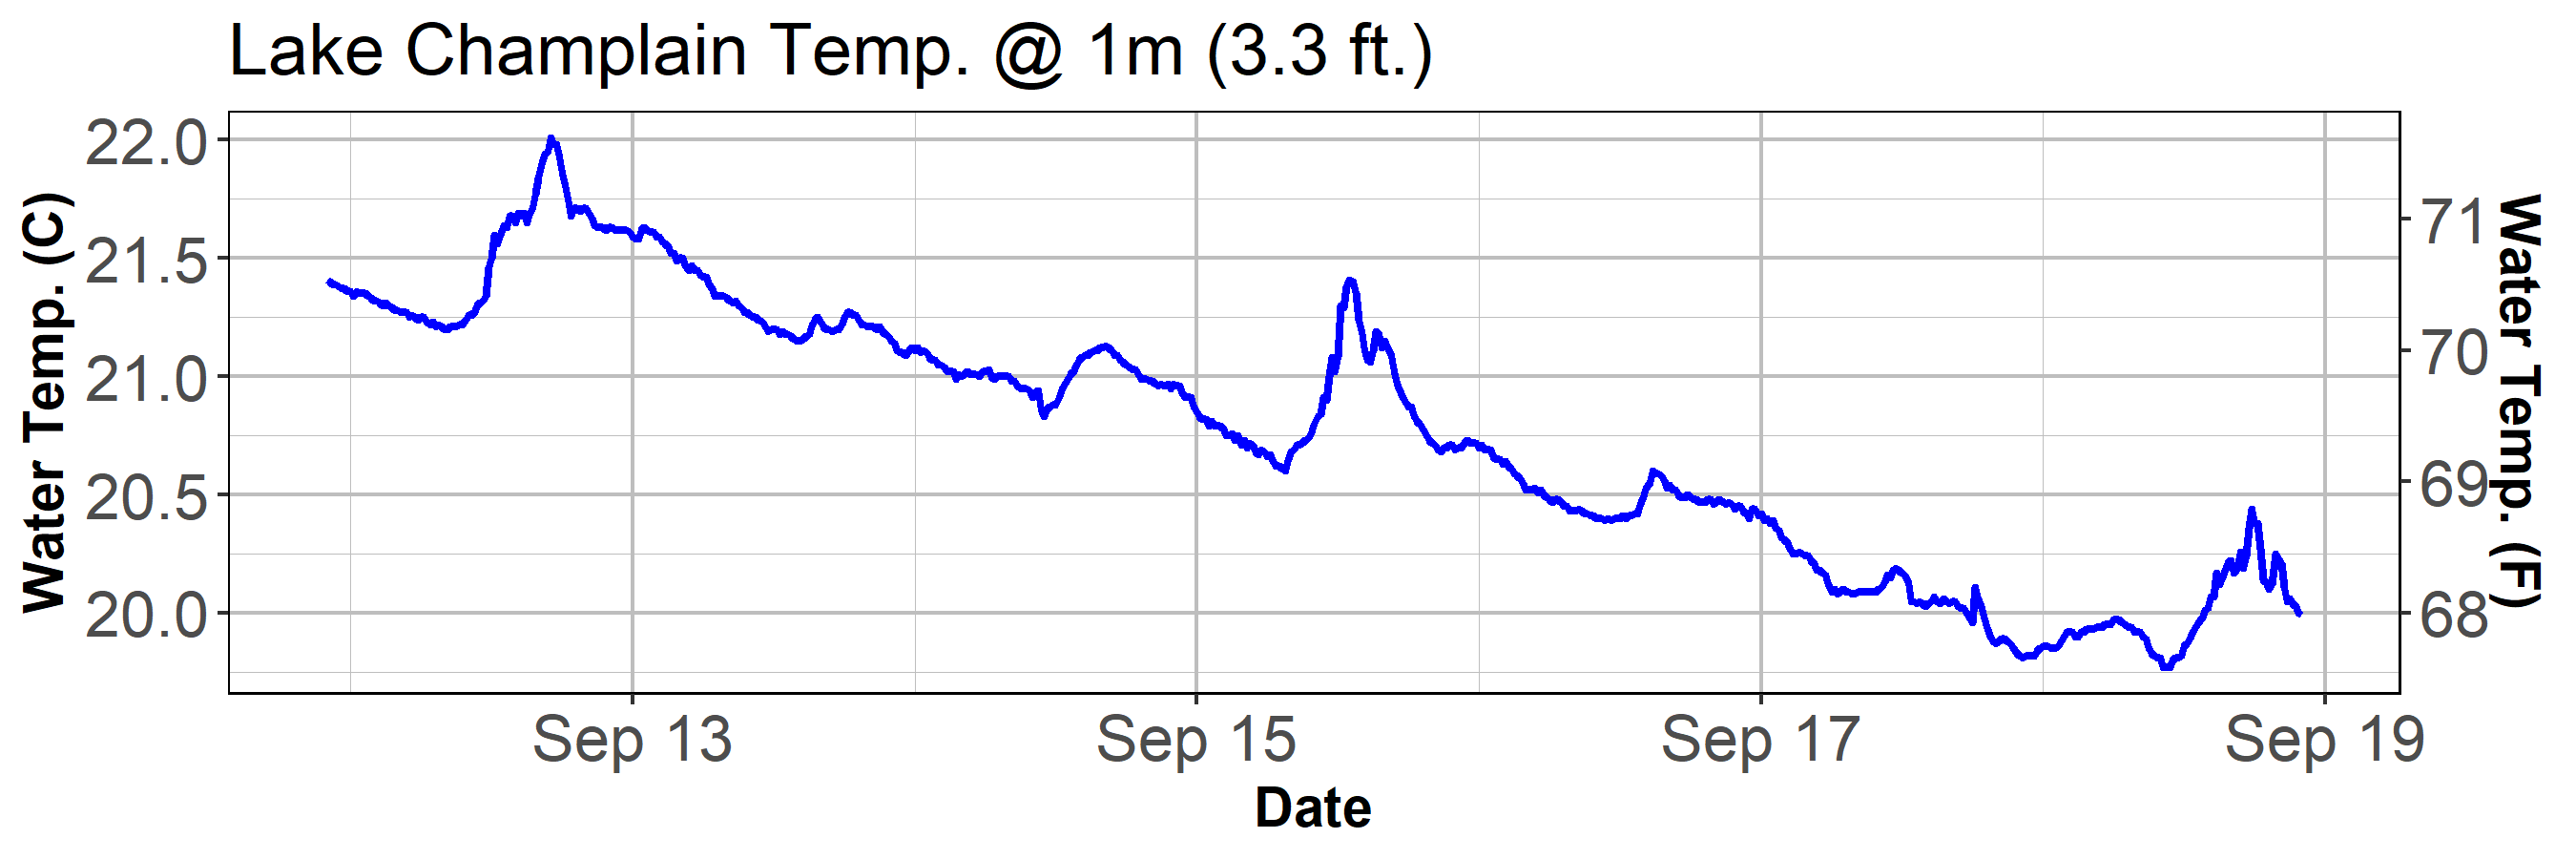 Lake Champlain Temp. @ 1m (3.3 ft.)
Water Temp. (C)
22.0
21.5
21.0
20.5
20.0
71
70
69
68
Water Temp. (F)
Sep 13 Sep 15 Sep 17 Sep 19
Date